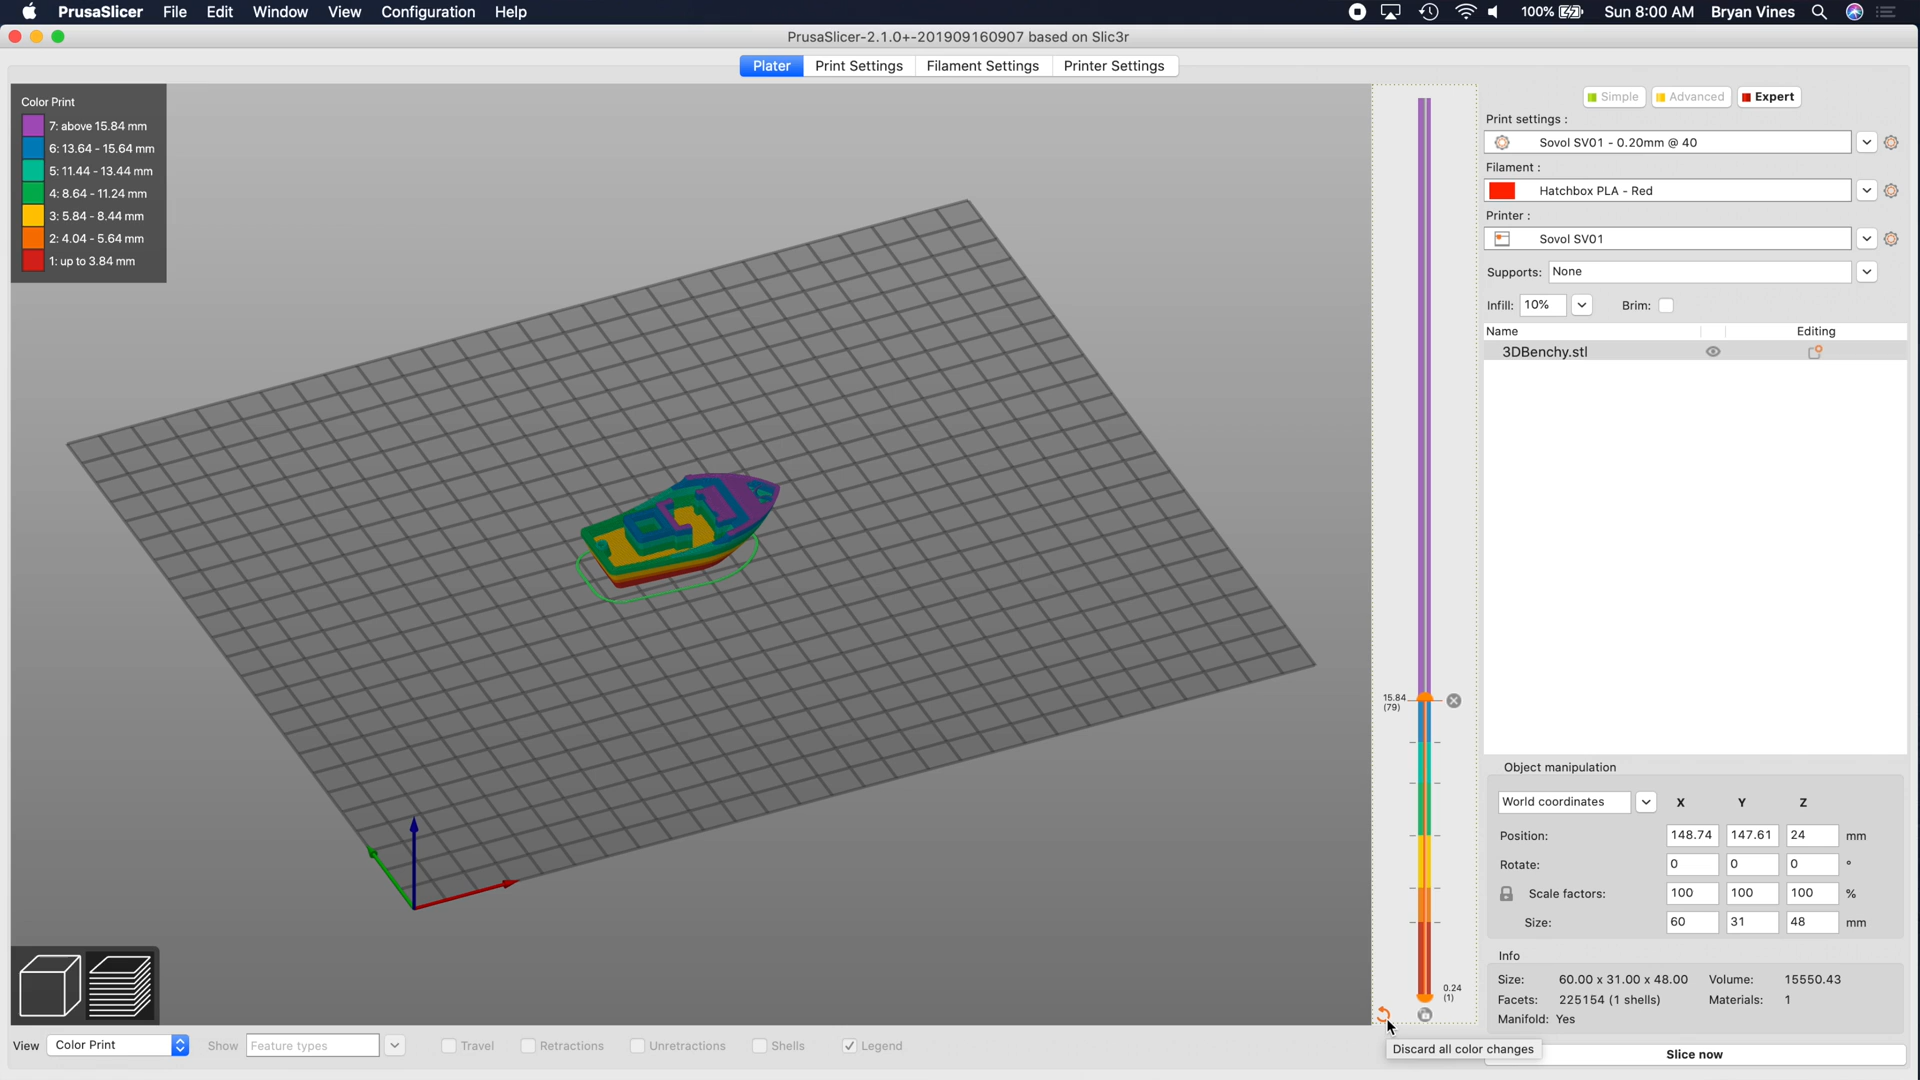 PrusaSlicer File Edit Window View Configuration Help 100% Sun 8:00 AM Bryan Vines
PrusaSlicer-2.1.0+-201909160907 based on Slic3r
Plater Print Settings Filament Settings Printer Settings
Color Print
7: above 15.84 mm
6: 13.64 - 15.64 mm
5: 11.44 - 13.44 mm
4: 8.64 - 11.24 mm
3: 5.84 - 8.44 mm
2: 4.04 - 5.64 mm
1: up to 3.84 mm
15.84
(79)
0.24
(1)
Simple Advanced Expert
Print settings :
Sovol SV01 - 0.20mm @ 40
Filament :
Hatchbox PLA - Red
Printer :
Sovol SV01
Supports: None
Infill: 10% Brim:
Name Editing
3DBenchy.stl
Object manipulation
World coordinates X Y Z
Position: 148.74 147.61 24 mm
Rotate: 0 0 0 °
Scale factors: 100 100 100 %
Size: 60 31 48 mm
Info
Size: 60.00 x 31.00 x 48.00 Volume: 15550.43
Facets: 225154 (1 shells) Materials: 1
Manifold: Yes
View Color Print Show Feature types Travel Retractions Unretractions Shells Legend
Discard all color changes
Slice now